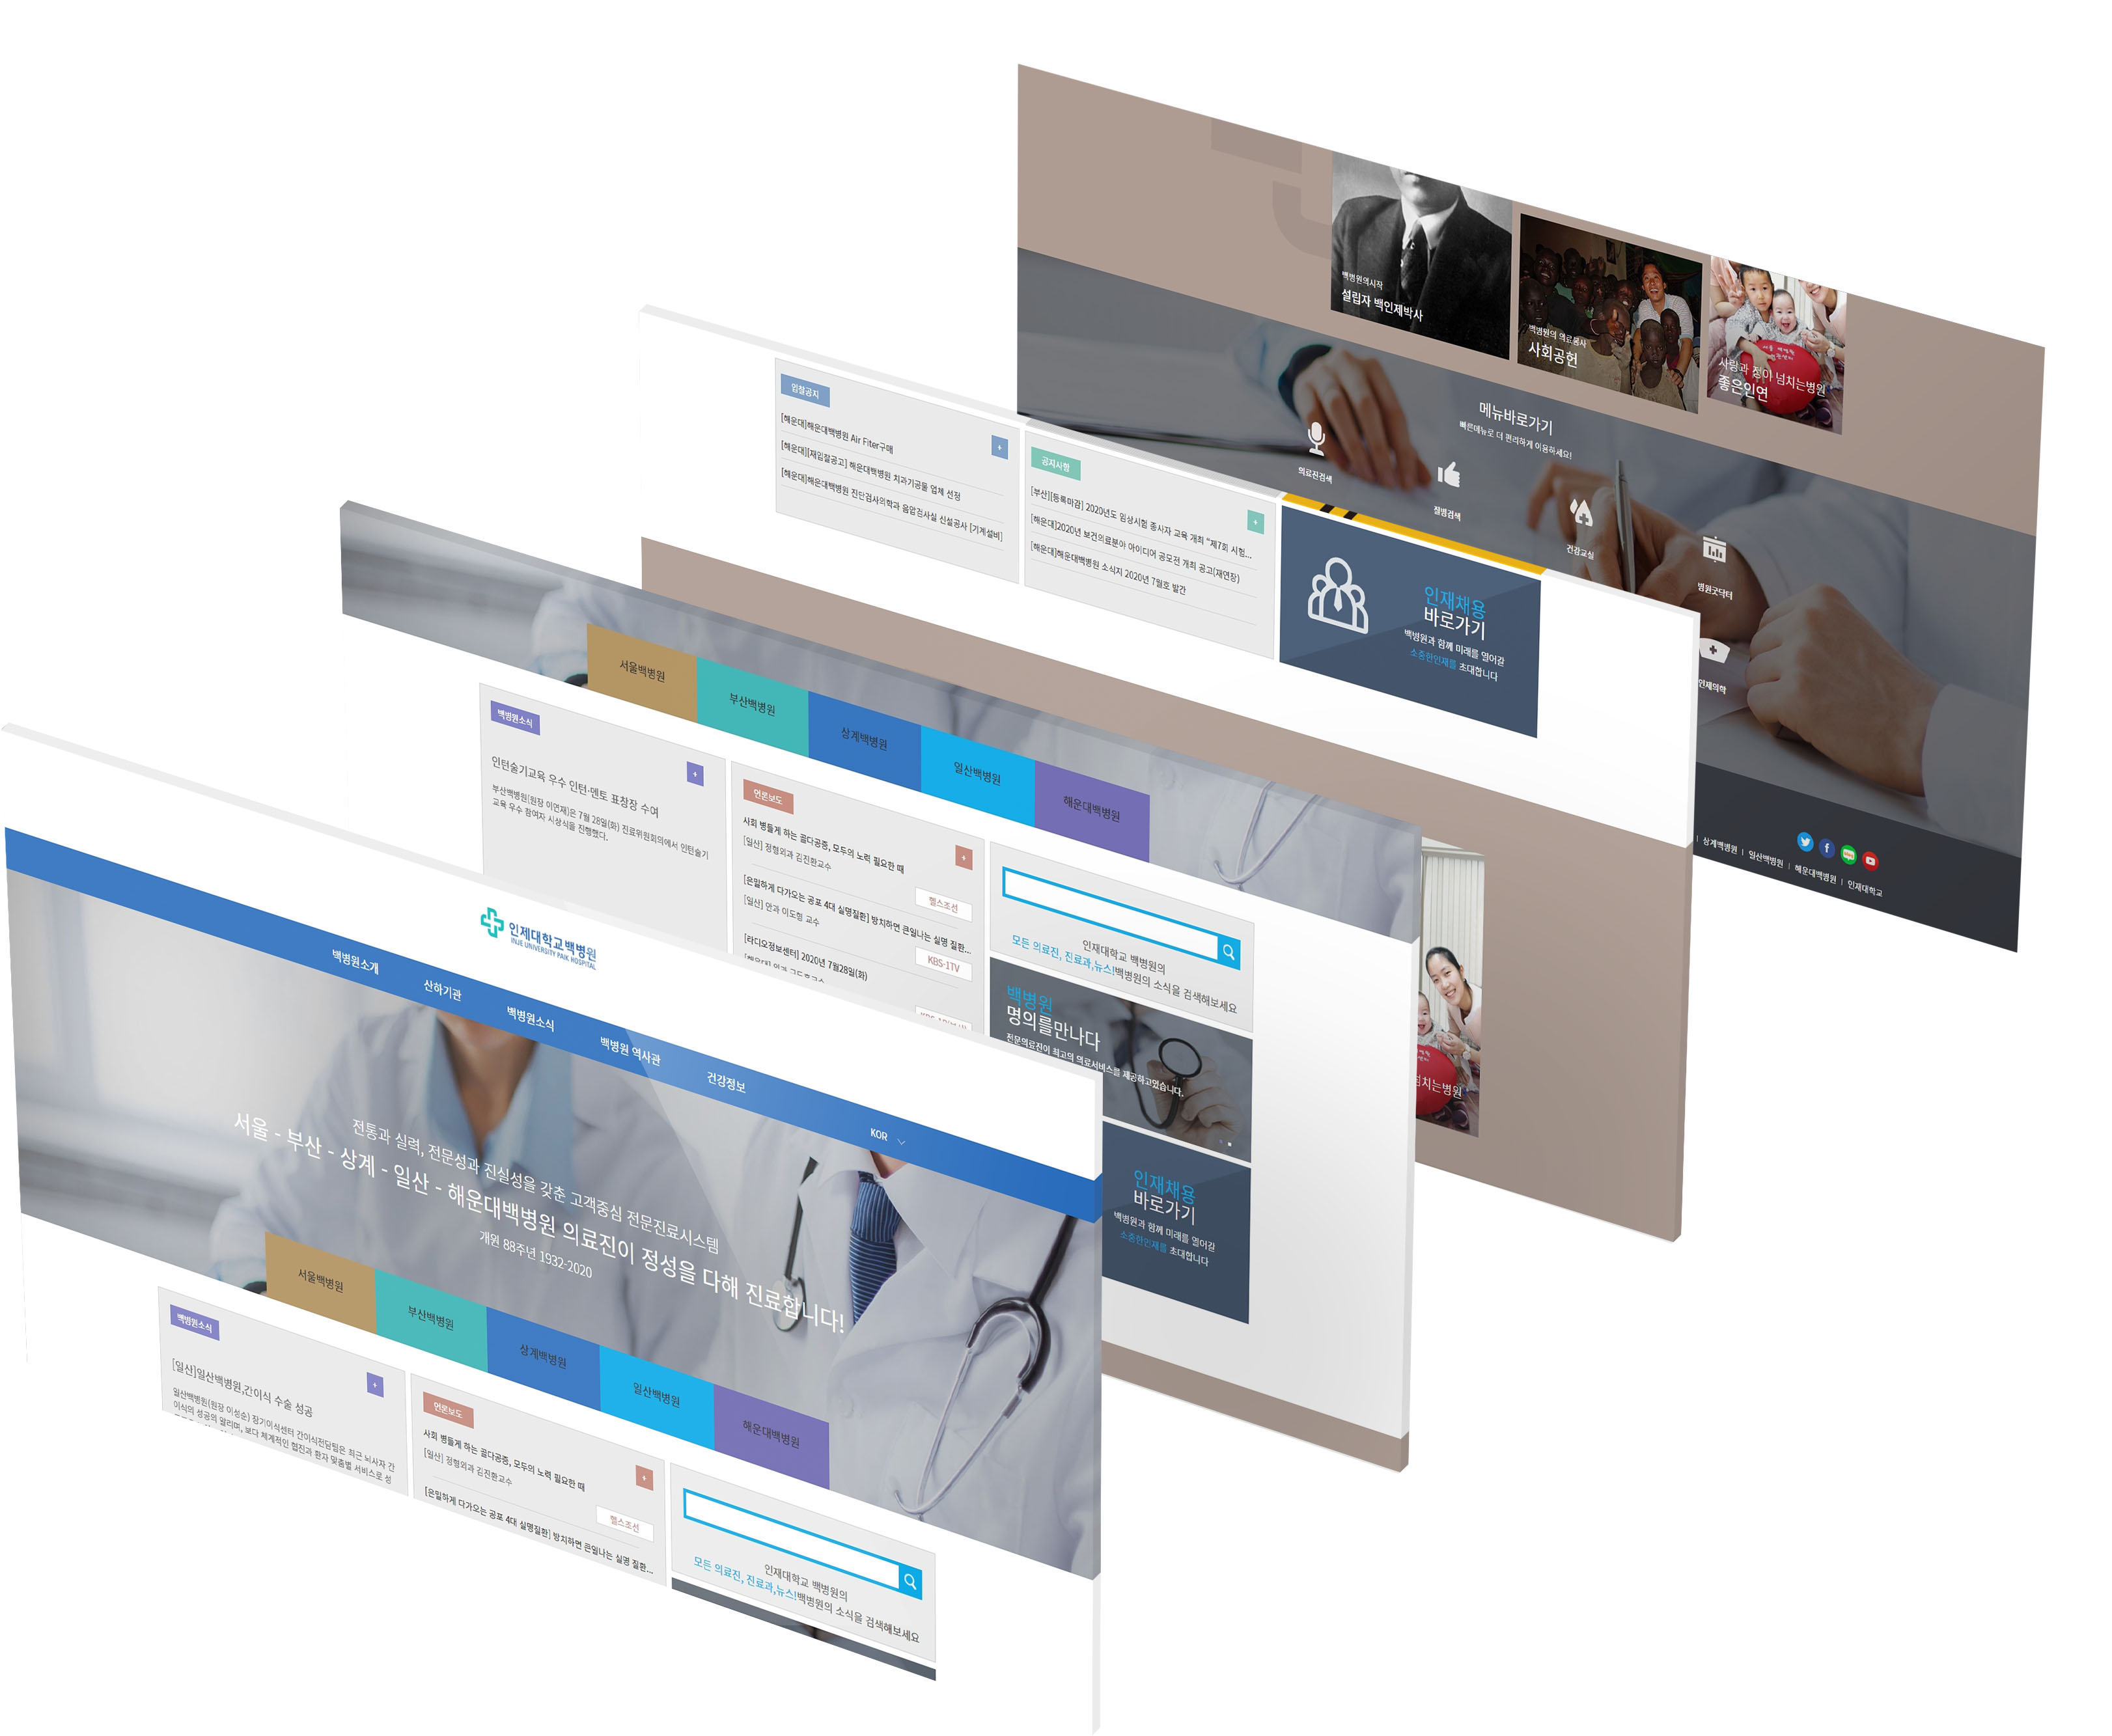 인제대학교백병원
INJE UNIVERSITY PAIK HOSPITAL
백병원소개
산하기관
백병원소식
백병원 역사관
건강정보
KOR
전통과 실력, 전문성과 진실성을 갖춘 고객중심 전문진료시스템
서울 - 부산 - 상계 - 일산 - 해운대백병원 의료진이 정성을 다해 진료합니다!
개원 88주년 1932-2020
서울백병원
부산백병원
상계백병원
일산백병원
해운대백병원
백병원소식
+
[일산]일산백병원,간이식 수술 성공
일산백병원(원장 이성순) 장기이식센터 간이식전담팀은 최근 뇌사자 간
이식의 성공의 알리며, 보다 체계적인 협진과 환자 맞춤별 서비스로 성
언론보도
+
사회 병들게 하는 골다공증, 모두의 노력 필요한 때
[일산] 정형외과 김진환교수
헬스조선
[은밀하게 다가오는 공포 4대 실명질환] 방치하면 큰일나는 실명 질환...
인재대학교 백병원의
모든 의료진, 진료과,뉴스!백병원의 소식을 검색해보세요
서울백병원
부산백병원
상계백병원
일산백병원
해운대백병원
백병원소식
+
인턴술기교육 우수 인턴·멘토 표창장 수여
부산백병원(원장 이연재)은 7월 28일(화) 진료위원회의에서 인턴술기
교육 우수 참여자 시상식을 진행했다.
언론보도
+
사회 병들게 하는 골다공증, 모두의 노력 필요한 때
[일산] 정형외과 김진환교수
헬스조선
[은밀하게 다가오는 공포 4대 실명질환] 방치하면 큰일나는 실명 질환...
[일산] 안과 이도형 교수
KBS-1TV
[라디오정보센터] 2020년 7월28일(화)
인재대학교 백병원의
모든 의료진, 진료과,뉴스!백병원의 소식을 검색해보세요
백병원
명의를만나다
전문의료진이 최고의 의료서비스를 제공하고있습니다.
인재채용
바로가기
백병원과 함께 미래를 열어갈
소중한인재를 초대합니다
입찰공지
+
[해운대]해운대백병원 Air Fiter구매
[해운대][재입찰공고] 해운대백병원 치과기공물 업체 선정
[해운대]해운대백병원 진단검사의학과 음압검사실 신설공사 [기계설비]
공지사항
+
[부산][등록마감] 2020년도 임상시험 종사자 교육 개최 "제7회 시험...
[해운대]2020년 보건의료분야 아이디어 공모전 개최 공고(재연장)
[해운대]해운대백병원 소식지 2020년 7월호 발간
인재채용
바로가기
백병원과 함께 미래를 열어갈
소중한인재를 초대합니다
넘치는병원
백병원의시작
설립자 백인제박사
백병원의 의료봉사
사회공헌
사랑과 정이 넘치는병원
좋은인연
메뉴바로가기
빠른메뉴로 더 편리하게 이용하세요!
의료진검색
질병검색
건강교실
병원굿닥터
인제의학
| 상계백병원 | 일산백병원 | 해운대백병원 | 인재대학교